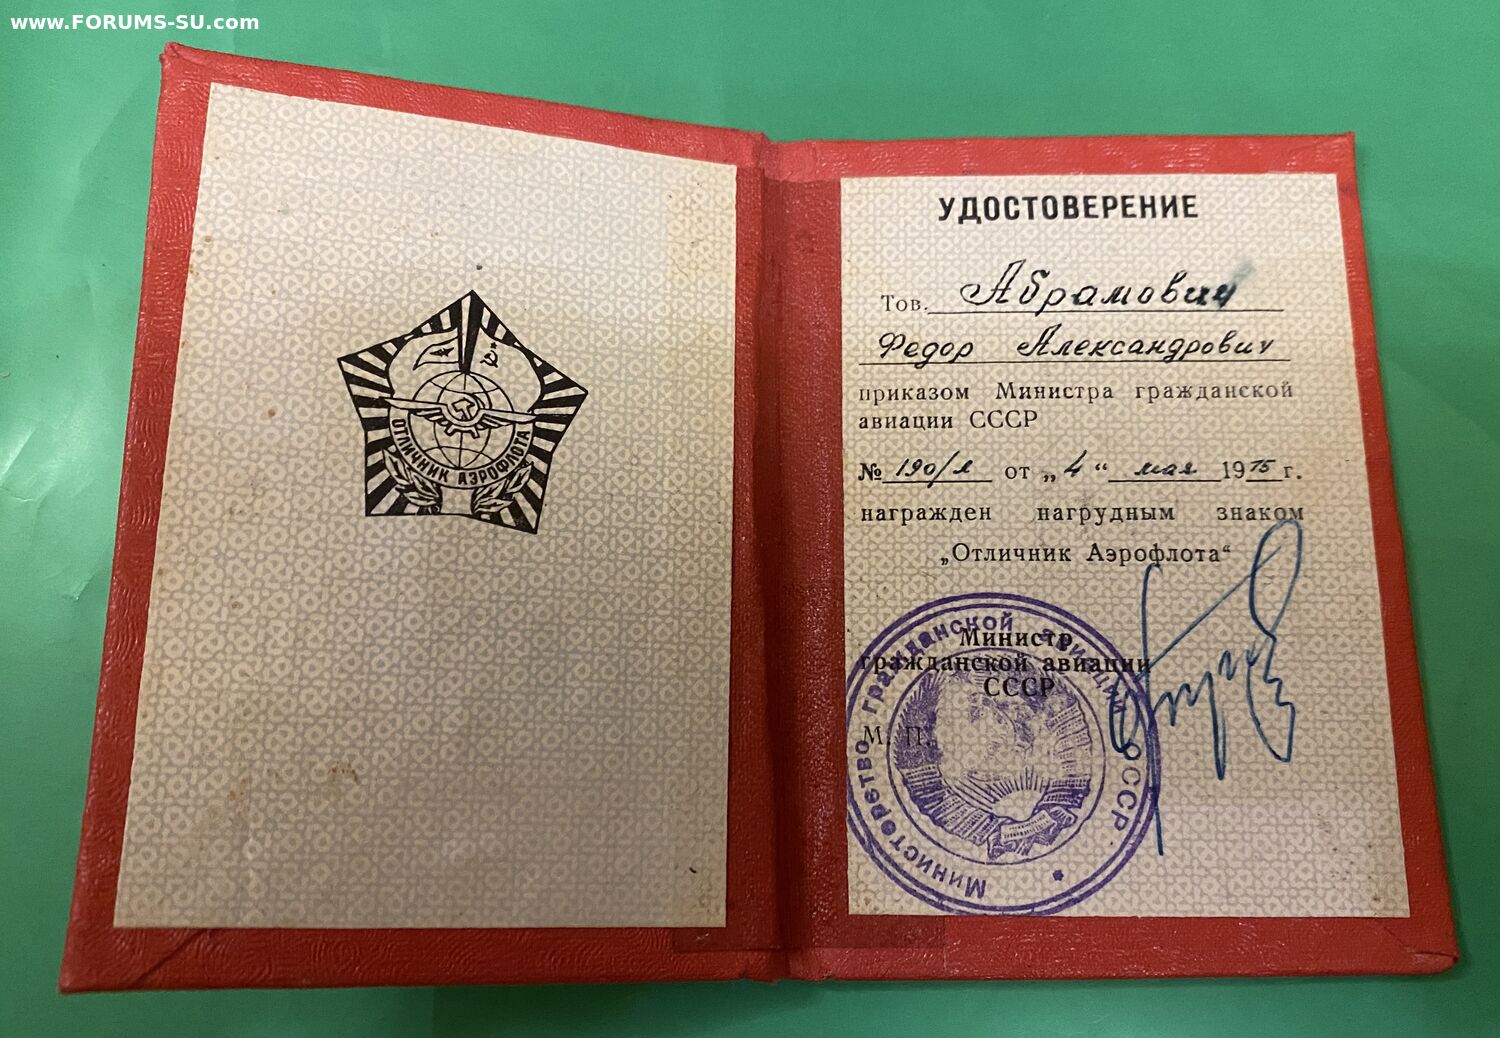 www.FORUMS-SU.com
ОТЛИЧНИК АЭРОФЛОТА
УДОСТОВЕРЕНИЕ
Тов. Абрамович
Федор Александрович
приказом Министра гражданской
авиации СССР
№ 190/л от „4“ мая 1975 г.
награжден нагрудным знаком
„Отличник Аэрофлота“
Министр
гражданской авиации
СССР
М. П.
Министерство гражданской авиации СССР